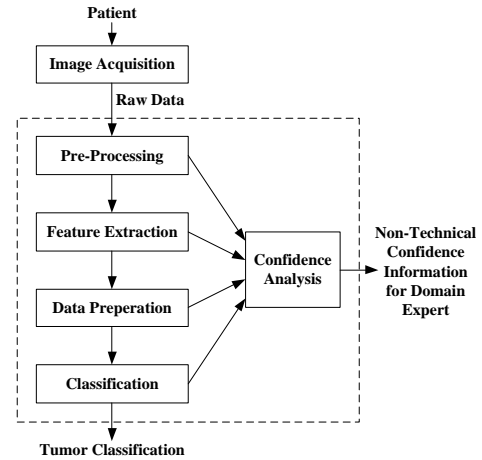 Patient
Image Acquisition
Raw Data
Pre-Processing
Feature Extraction
Data Preperation
Classification
Confidence
Analysis
Non-Technical
Confidence
Information
for Domain
Expert
Tumor Classification